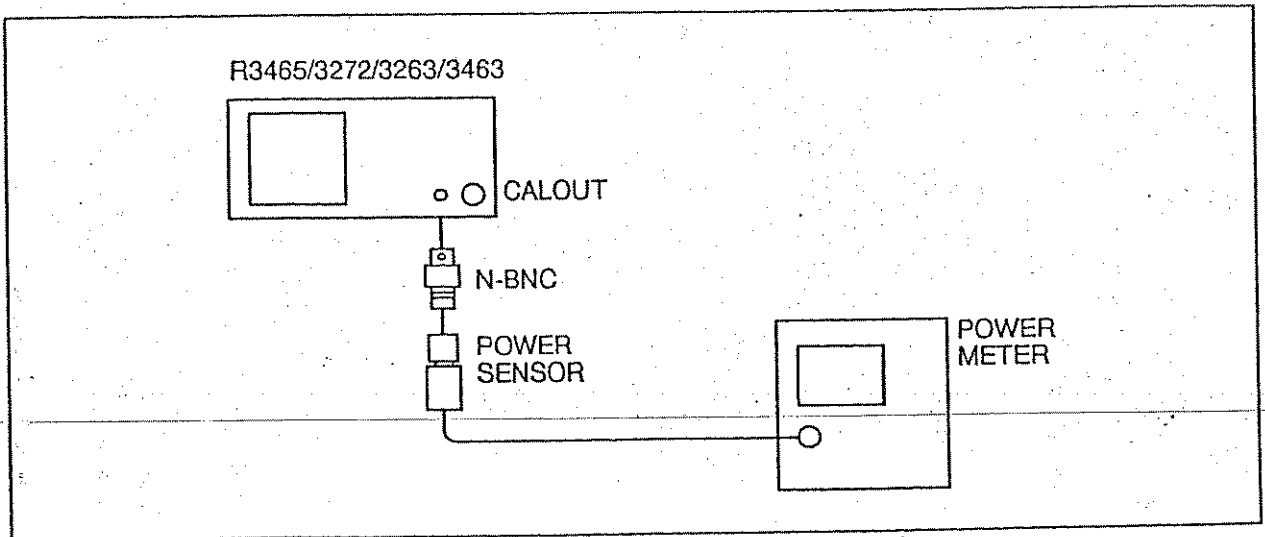 R3465/3272/3263/3463
CALOUT
N-BNC
POWER
SENSOR
POWER
METER